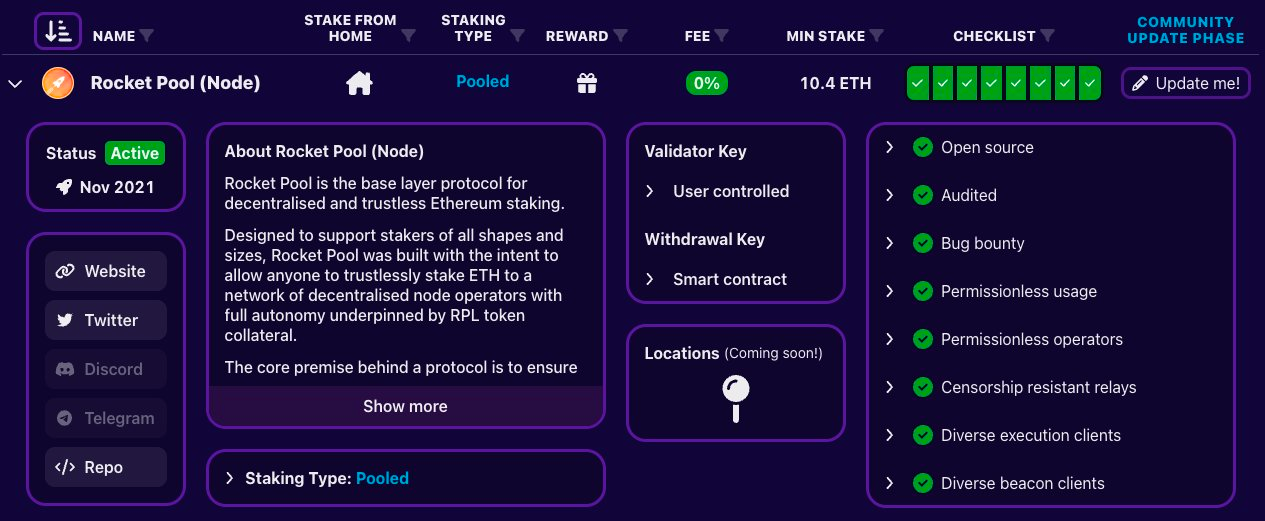 NAME
STAKE FROM
HOME
STAKING
TYPE
REWARD
FEE
MIN STAKE
CHECKLIST
COMMUNITY
UPDATE PHASE
Rocket Pool (Node)
Pooled
0%
10.4 ETH
Update me!
Status Active
Nov 2021
Website
Twitter
Discord
Telegram
Repo
About Rocket Pool (Node)
Rocket Pool is the base layer protocol for
decentralised and trustless Ethereum staking.
Designed to support stakers of all shapes and
sizes, Rocket Pool was built with the intent to
allow anyone to trustlessly stake ETH to a
network of decentralised node operators with
full autonomy underpinned by RPL token
collateral.
The core premise behind a protocol is to ensure
Show more
Staking Type: Pooled
Validator Key
User controlled
Withdrawal Key
Smart contract
Locations (Coming soon!)
Open source
Audited
Bug bounty
Permissionless usage
Permissionless operators
Censorship resistant relays
Diverse execution clients
Diverse beacon clients